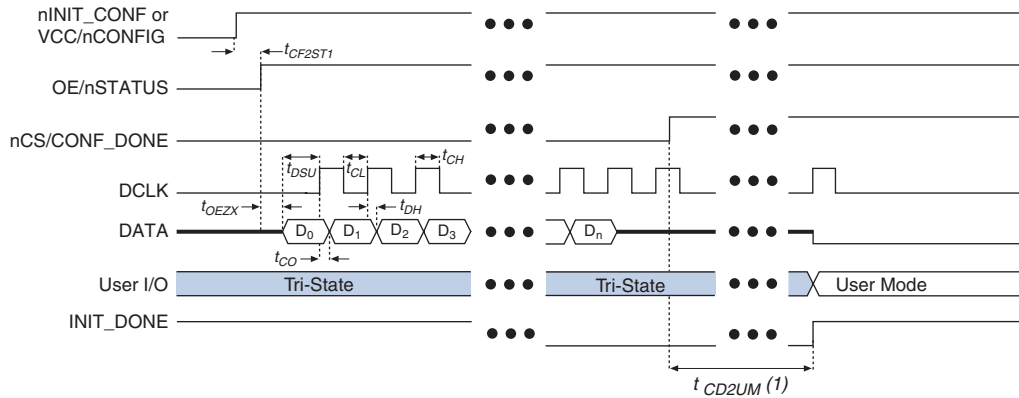 nINIT_CONF or
VCC/nCONFIG
tCF2ST1
OE/nSTATUS
nCS/CONF_DONE
tDSU
tCL
tCH
DCLK
tOEZX
tDH
DATA
D0
D1
D2
D3
Dn
tCO
User I/O
Tri-State
Tri-State
User Mode
INIT_DONE
t CD2UM (1)